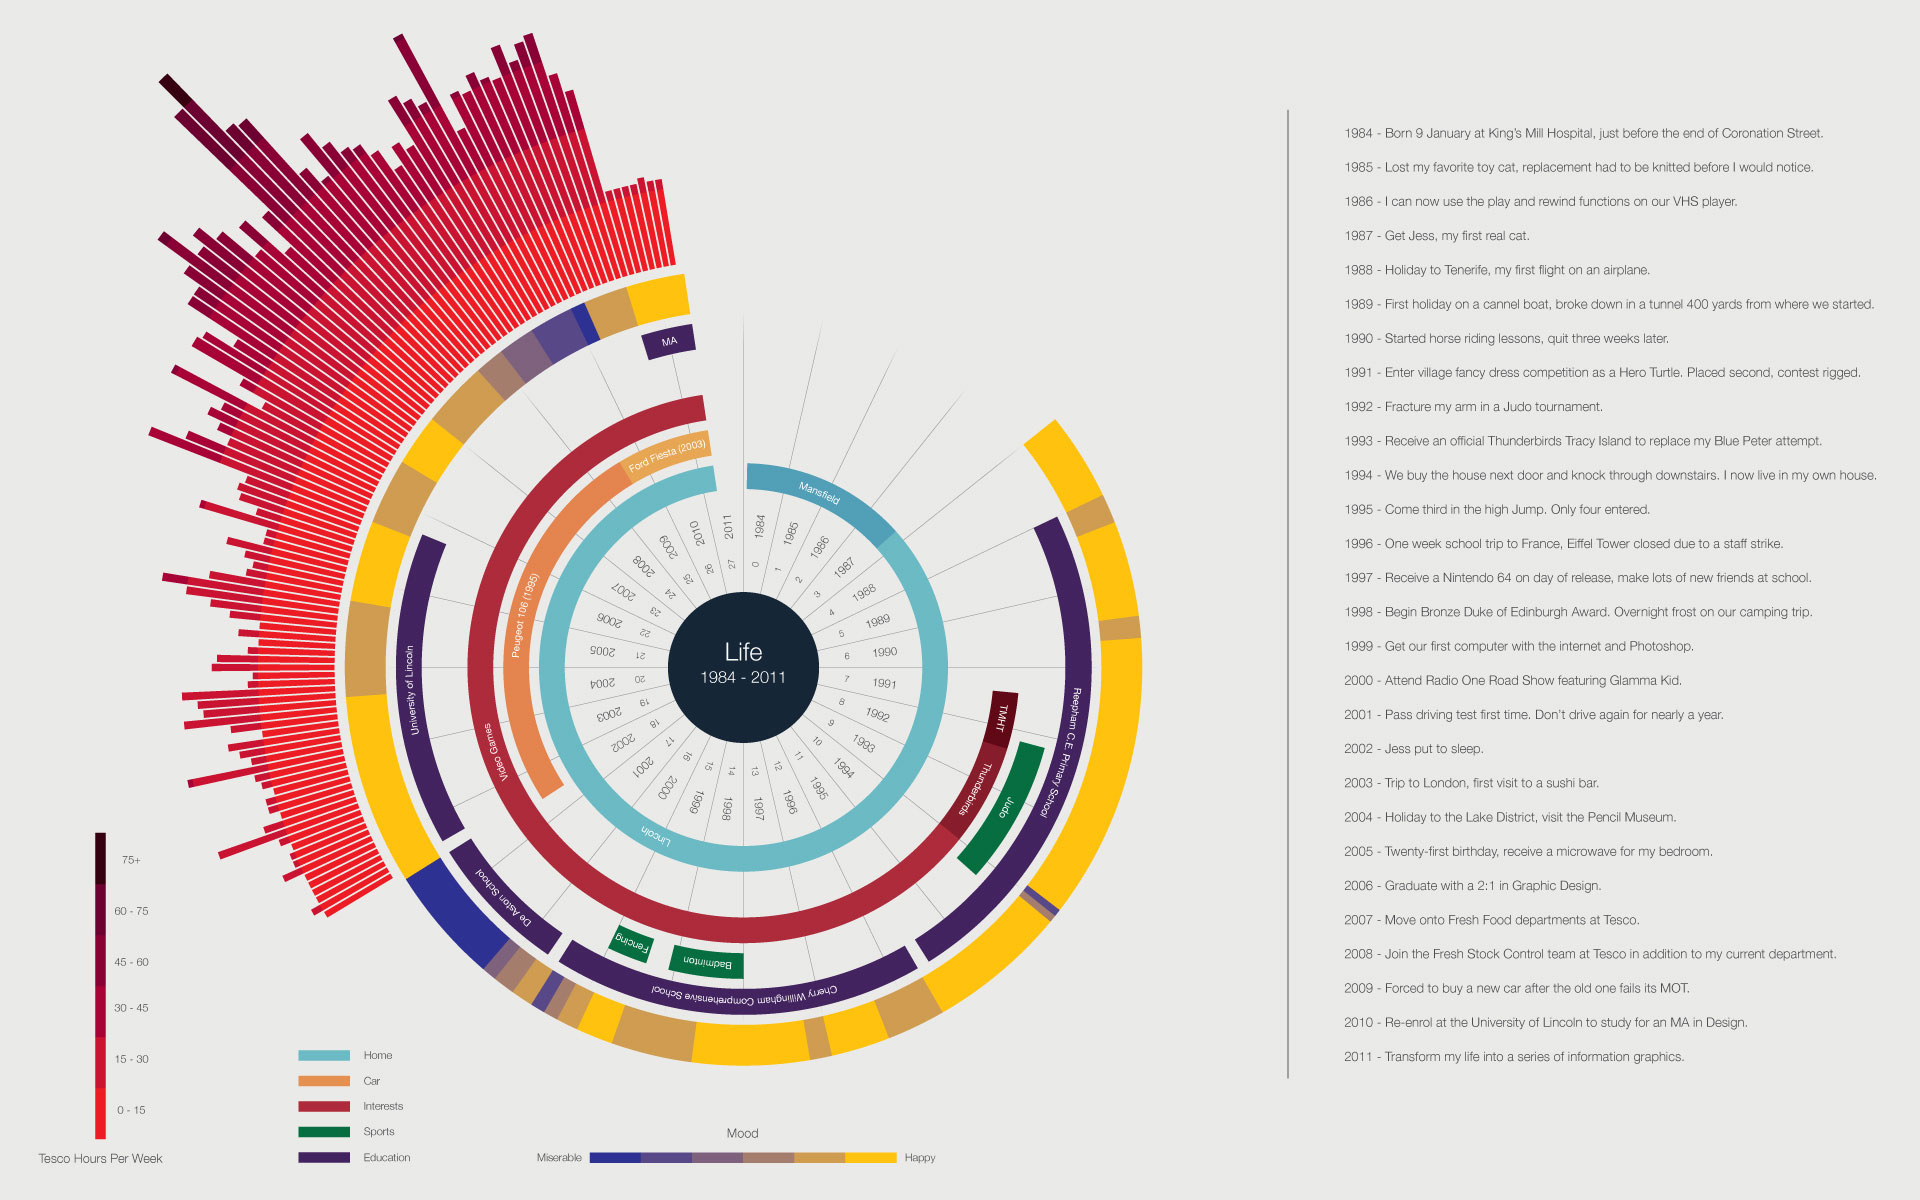 MA
Ford Fiesta (2003)
Peugeot 106 (1995)
Mansfield
University of Lincoln
Video Games
Lincoln
TMHT
Thunderbirds
Judo
Reepham C.E. Primary School
De Aston School
Fencing
Badminton
Cherry Willingham Comprehensive School
1984
1985
1986
1987
1988
1989
1990
1991
1992
1993
1994
1995
1996
1997
1998
1999
2000
2001
2002
2003
2004
2005
2006
2007
2008
2009
2010
2011
0
1
2
3
4
5
6
7
8
9
10
11
12
13
14
15
16
17
18
19
20
21
22
23
24
25
26
27
Life
1984 - 2011
75+
60 - 75
45 - 60
30 - 45
15 - 30
0 - 15
Tesco Hours Per Week
Home
Car
Interests
Sports
Education
Mood
Miserable
Happy
1984 - Born 9 January at King's Mill Hospital, just before the end of Coronation Street.
1985 - Lost my favorite toy cat, replacement had to be knitted before I would notice.
1986 - I can now use the play and rewind functions on our VHS player.
1987 - Get Jess, my first real cat.
1988 - Holiday to Tenerife, my first flight on an airplane.
1989 - First holiday on a cannel boat, broke down in a tunnel 400 yards from where we started.
1990 - Started horse riding lessons, quit three weeks later.
1991 - Enter village fancy dress competition as a Hero Turtle. Placed second, contest rigged.
1992 - Fracture my arm in a Judo tournament.
1993 - Receive an official Thunderbirds Tracy Island to replace my Blue Peter attempt.
1994 - We buy the house next door and knock through downstairs. I now live in my own house.
1995 - Come third in the high Jump. Only four entered.
1996 - One week school trip to France, Eiffel Tower closed due to a staff strike.
1997 - Receive a Nintendo 64 on day of release, make lots of new friends at school.
1998 - Begin Bronze Duke of Edinburgh Award. Overnight frost on our camping trip.
1999 - Get our first computer with the internet and Photoshop.
2000 - Attend Radio One Road Show featuring Glamma Kid.
2001 - Pass driving test first time. Don't drive again for nearly a year.
2002 - Jess put to sleep.
2003 - Trip to London, first visit to a sushi bar.
2004 - Holiday to the Lake District, visit the Pencil Museum.
2005 - Twenty-first birthday, receive a microwave for my bedroom.
2006 - Graduate with a 2:1 in Graphic Design.
2007 - Move onto Fresh Food departments at Tesco.
2008 - Join the Fresh Stock Control team at Tesco in addition to my current department.
2009 - Forced to buy a new car after the old one fails its MOT.
2010 - Re-enrol at the University of Lincoln to study for an MA in Design.
2011 - Transform my life into a series of information graphics.